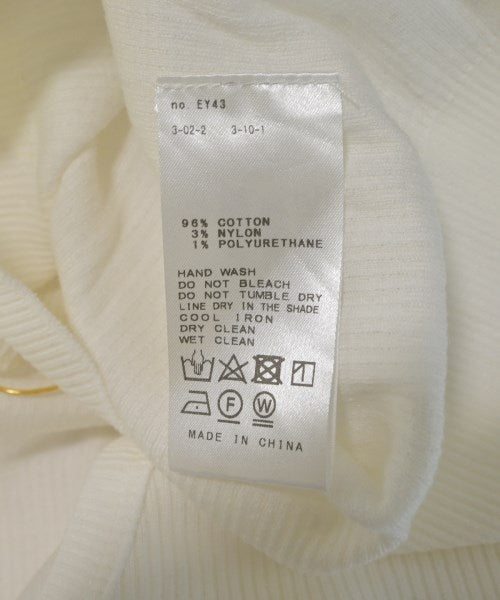 no. EY43
3-02-2 3-10-1
96% COTTON
3% NYLON
1% POLYURETHANE
HAND WASH
DO NOT BLEACH
DO NOT TUMBLE DRY
LINE DRY IN THE SHADE
COOL IRON
DRY CLEAN
WET CLEAN
F W
MADE IN CHINA